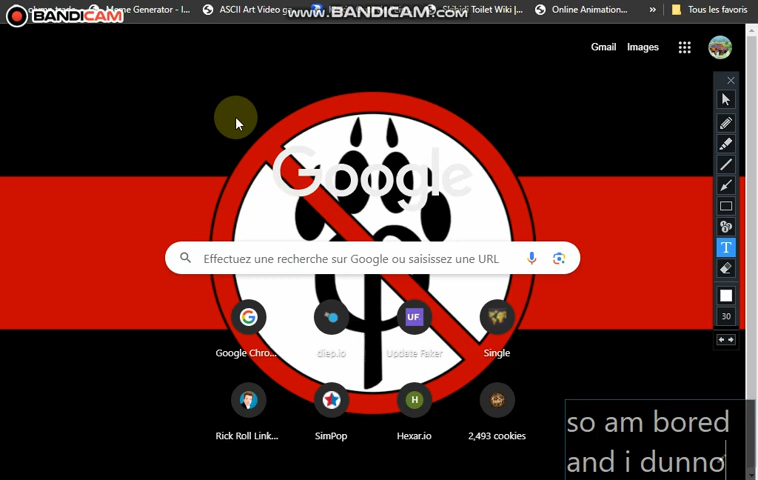 Meme Generator - I...
ASCII Art Video
Toilet Wiki |...
Online Animation...
»
Tous les favoris
BANDICAM
www.BANDICAM.com
Gmail
Images
Google
Effectuez une recherche sur Google ou saisissez une URL
T
30
UF
Google Chro...
diep.io
Update Faker
Single
H
Rick Roll Link...
SimPop
Hexar.io
2,493 cookies
so am bored
and i dunno